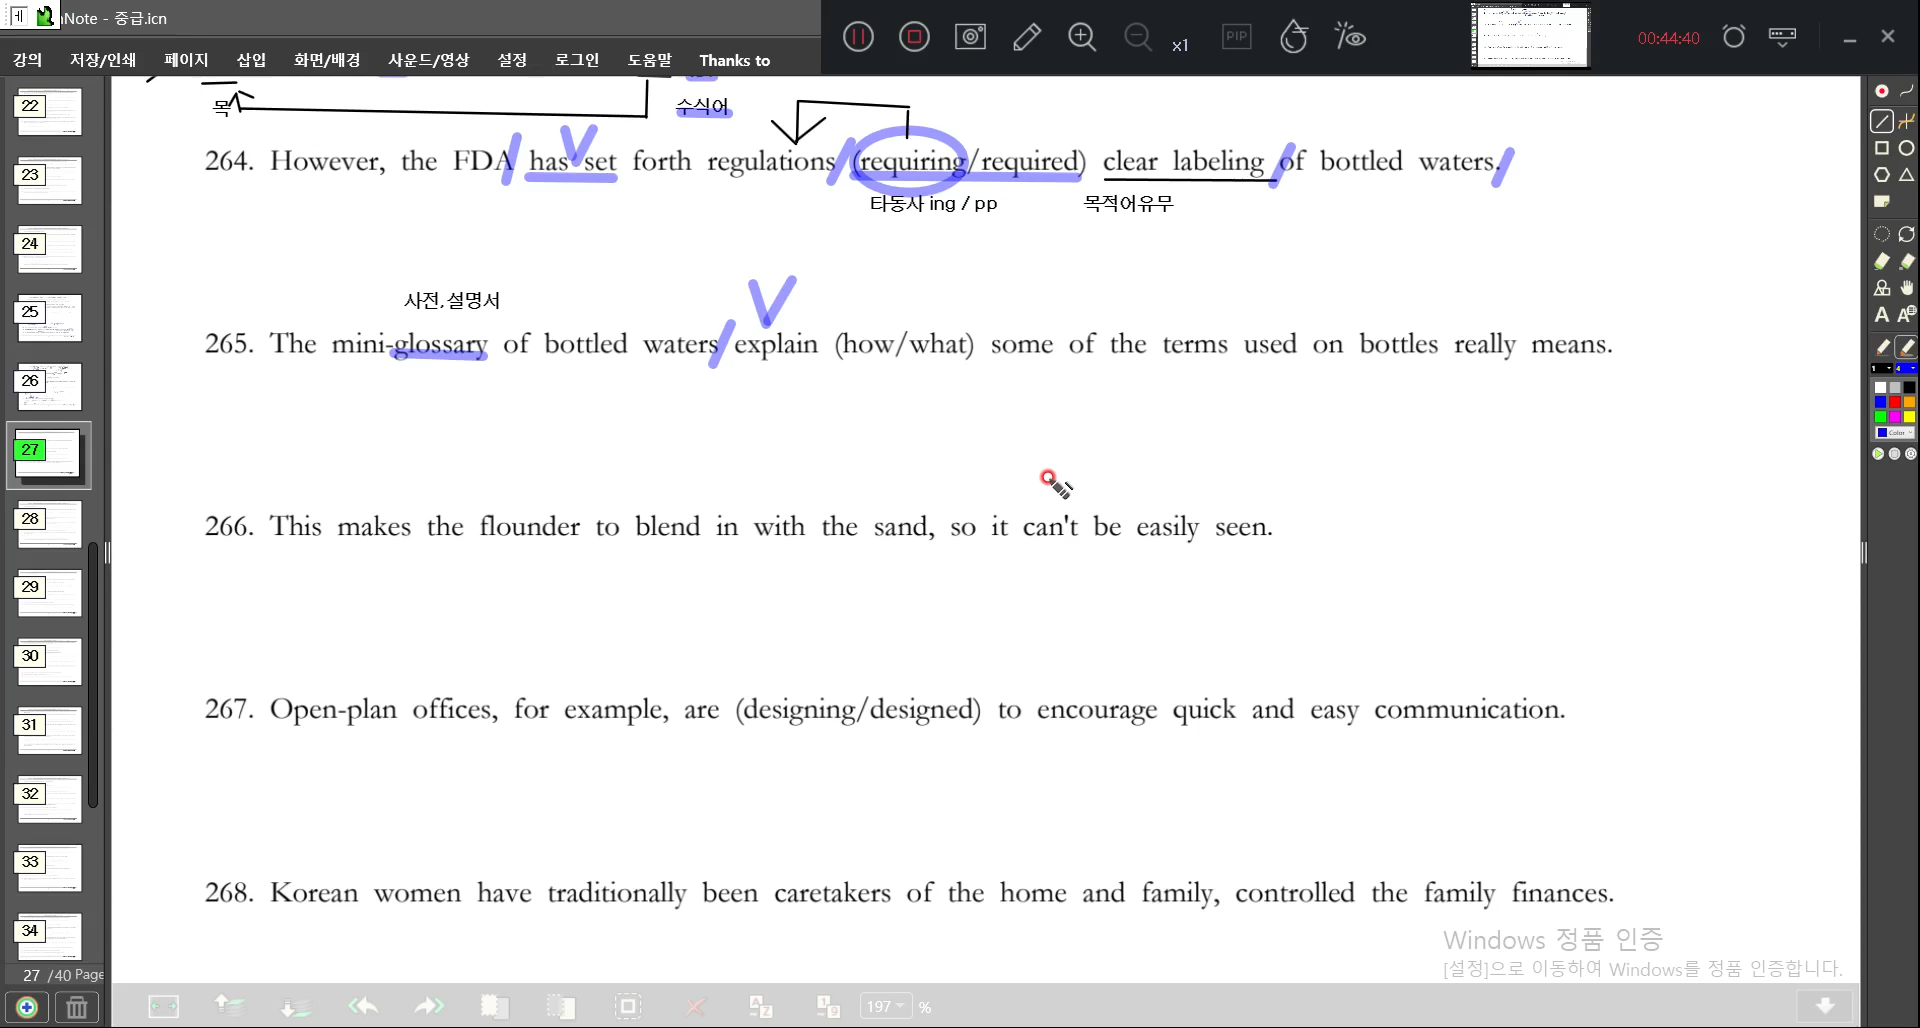 Note - 중급.icn
x1
PIP
00:44:40
강의 저장/인쇄 페이지 삽입 화면/배경 사운드/영상 설정 로그인 도움말 Thanks to
목
수식어
264. However, the FDA has set forth regulations (requiring/required) clear labeling of bottled waters.
타동사 ing / pp
목적어유무
사전,설명서
265. The mini-glossary of bottled waters explain (how/what) some of the terms used on bottles really means.
266. This makes the flounder to blend in with the sand, so it can't be easily seen.
267. Open-plan offices, for example, are (designing/designed) to encourage quick and easy communication.
268. Korean women have traditionally been caretakers of the home and family, controlled the family finances.
Windows 정품 인증
[설정]으로 이동하여 Windows를 정품 인증합니다.
22
23
24
25
26
27
28
29
30
31
32
33
34
27 /40 Page
197 %
A
A
1
4
Color